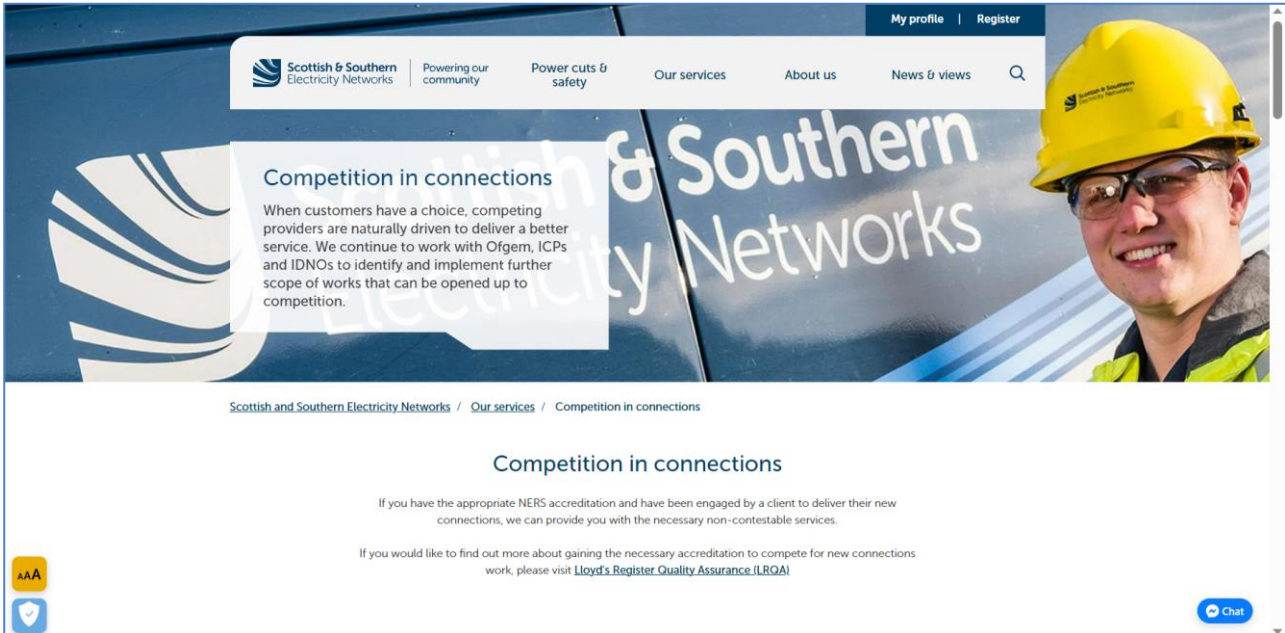 My profile | Register
Scottish & Southern
Electricity Networks
Powering our
community
Power cuts &
safety
Our services
About us
News & views
Scottish & Southern
Electricity Networks
Scottish & Southern
Electricity Networks
Competition in connections
When customers have a choice, competing
providers are naturally driven to deliver a better
service. We continue to work with Ofgem, ICPs
and IDNOs to identify and implement further
scope of works that can be opened up to
competition.
Scottish and Southern Electricity Networks / Our services / Competition in connections
Competition in connections
If you have the appropriate NERS accreditation and have been engaged by a client to deliver their new
connections, we can provide you with the necessary non-contestable services.
If you would like to find out more about gaining the necessary accreditation to compete for new connections
work, please visit Lloyd's Register Quality Assurance (LRQA)
AAA
Chat